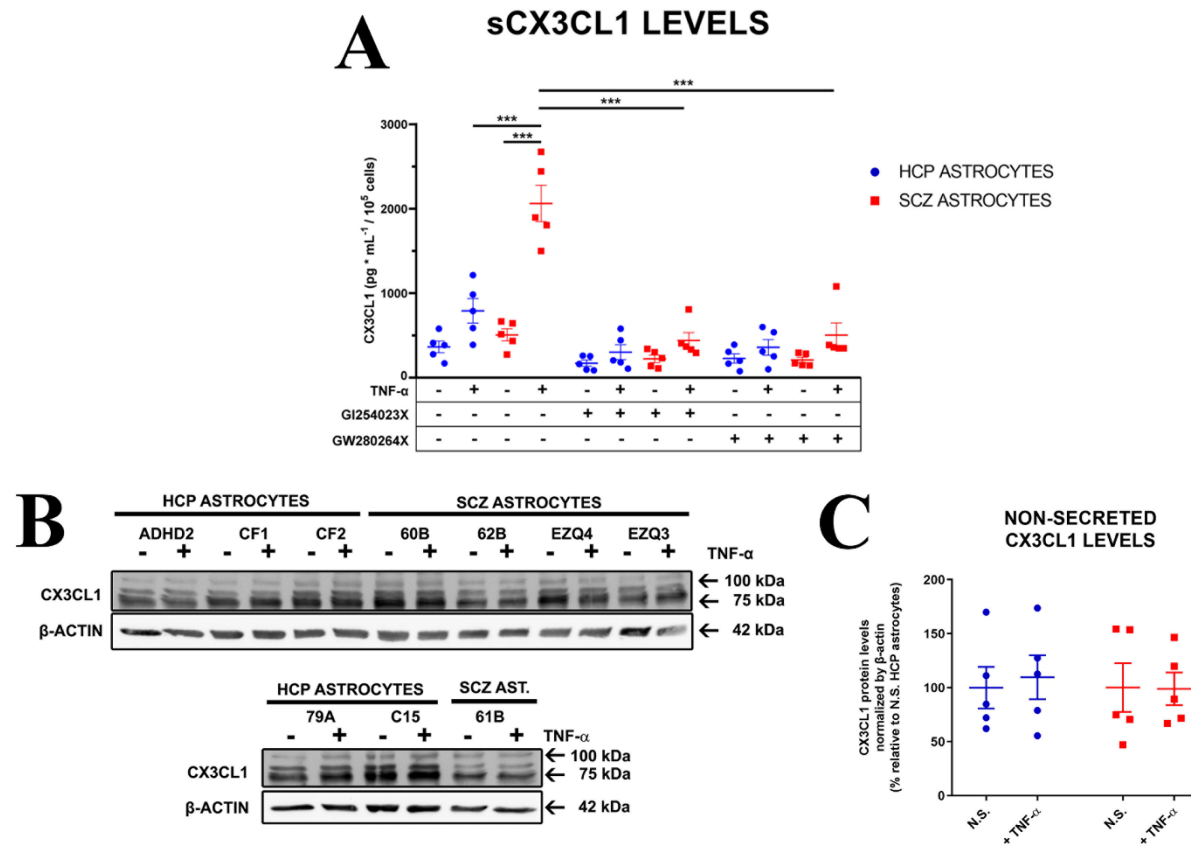 A
sCX3CL1 LEVELS
***
***
***
***
3000
2000
1000
0
CX3CL1 (pg * mL⁻¹ / 10⁵ cells)
HCP ASTROCYTES
SCZ ASTROCYTES
TNF-α - + - + - + - + - + - +
GI254023X - - - - + + + + - - - -
GW280264X - - - - - - - - + + + +
B
HCP ASTROCYTES SCZ ASTROCYTES
ADHD2 CF1 CF2 60B 62B EZQ4 EZQ3
- + - + - + - + - + - + - + TNF-α
← 100 kDa
CX3CL1 ← 75 kDa
β-ACTIN ← 42 kDa
HCP ASTROCYTES SCZ AST.
79A C15 61B
- + - + - + TNF-α
← 100 kDa
CX3CL1 ← 75 kDa
β-ACTIN ← 42 kDa
C
NON-SECRETED
CX3CL1 LEVELS
CX3CL1 protein levels
normalized by β-actin
(% relative to N.S. HCP astrocytes)
200
150
100
50
0
N.S. + TNF-α N.S. + TNF-α